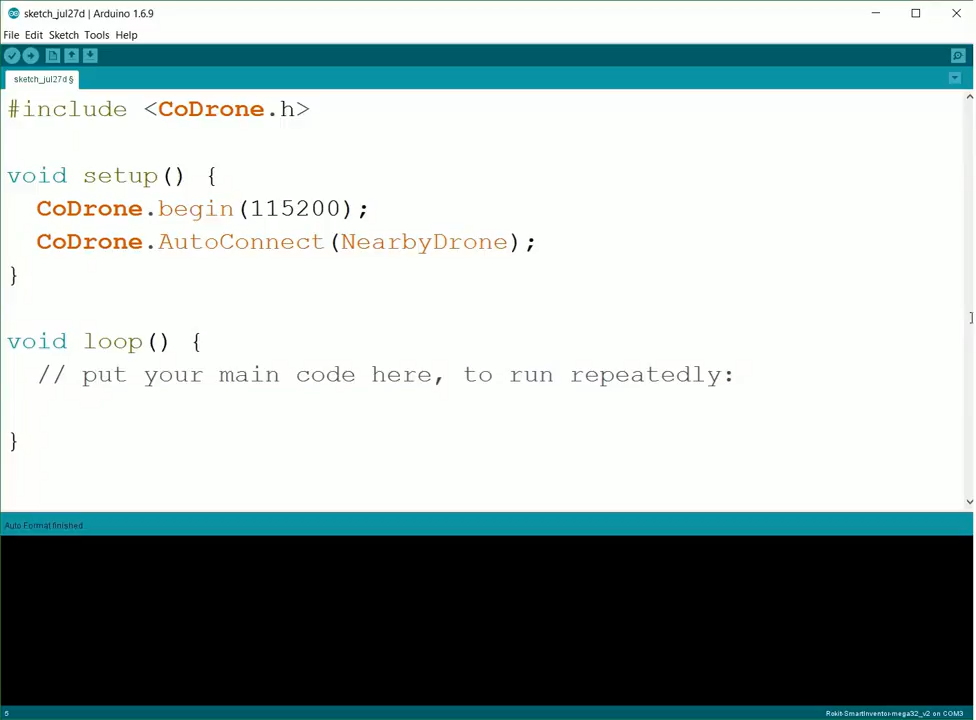 sketch_jul27d | Arduino 1.6.9
File Edit Sketch Tools Help
sketch_jul27d §
#include <CoDrone.h>
void setup() {
CoDrone.begin(115200);
CoDrone.AutoConnect(NearbyDrone);
}
void loop() {
// put your main code here, to run repeatedly:
}
Auto Format finished.
5
Rokit-SmartInventor-mega32_v2 on COM3